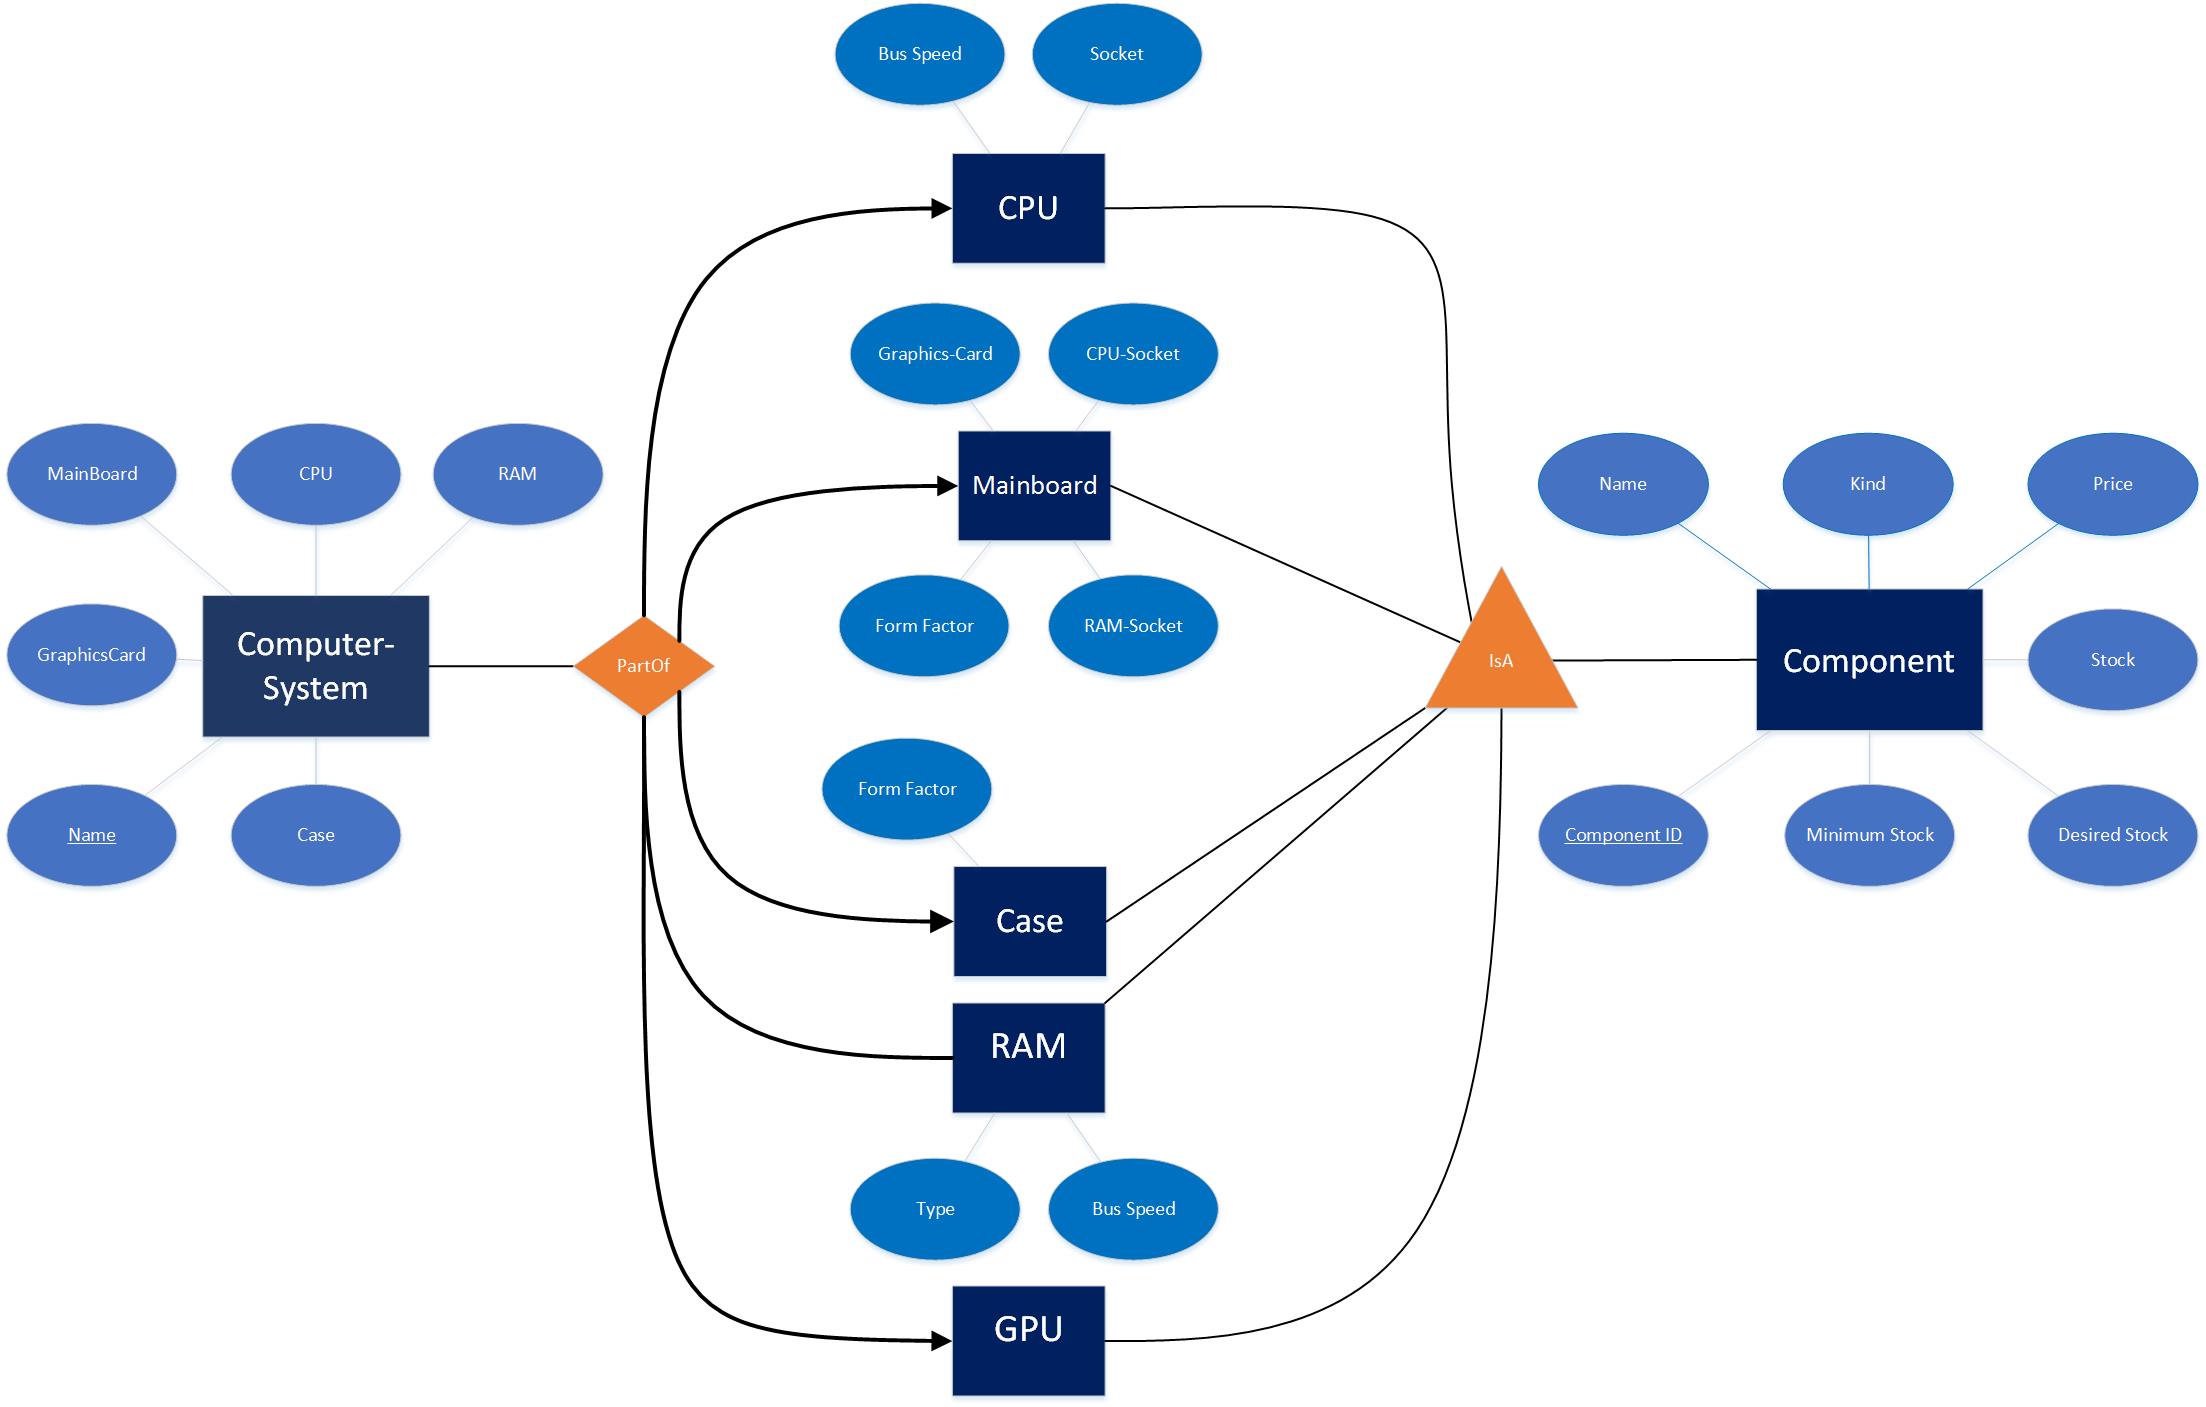 Bus Speed
Socket
CPU
Graphics-Card
CPU-Socket
Mainboard
Form Factor
RAM-Socket
MainBoard
CPU
RAM
GraphicsCard
Computer-
System
Name
Case
PartOf
Form Factor
Case
RAM
Type
Bus Speed
GPU
IsA
Name
Kind
Price
Component
Stock
Component ID
Minimum Stock
Desired Stock